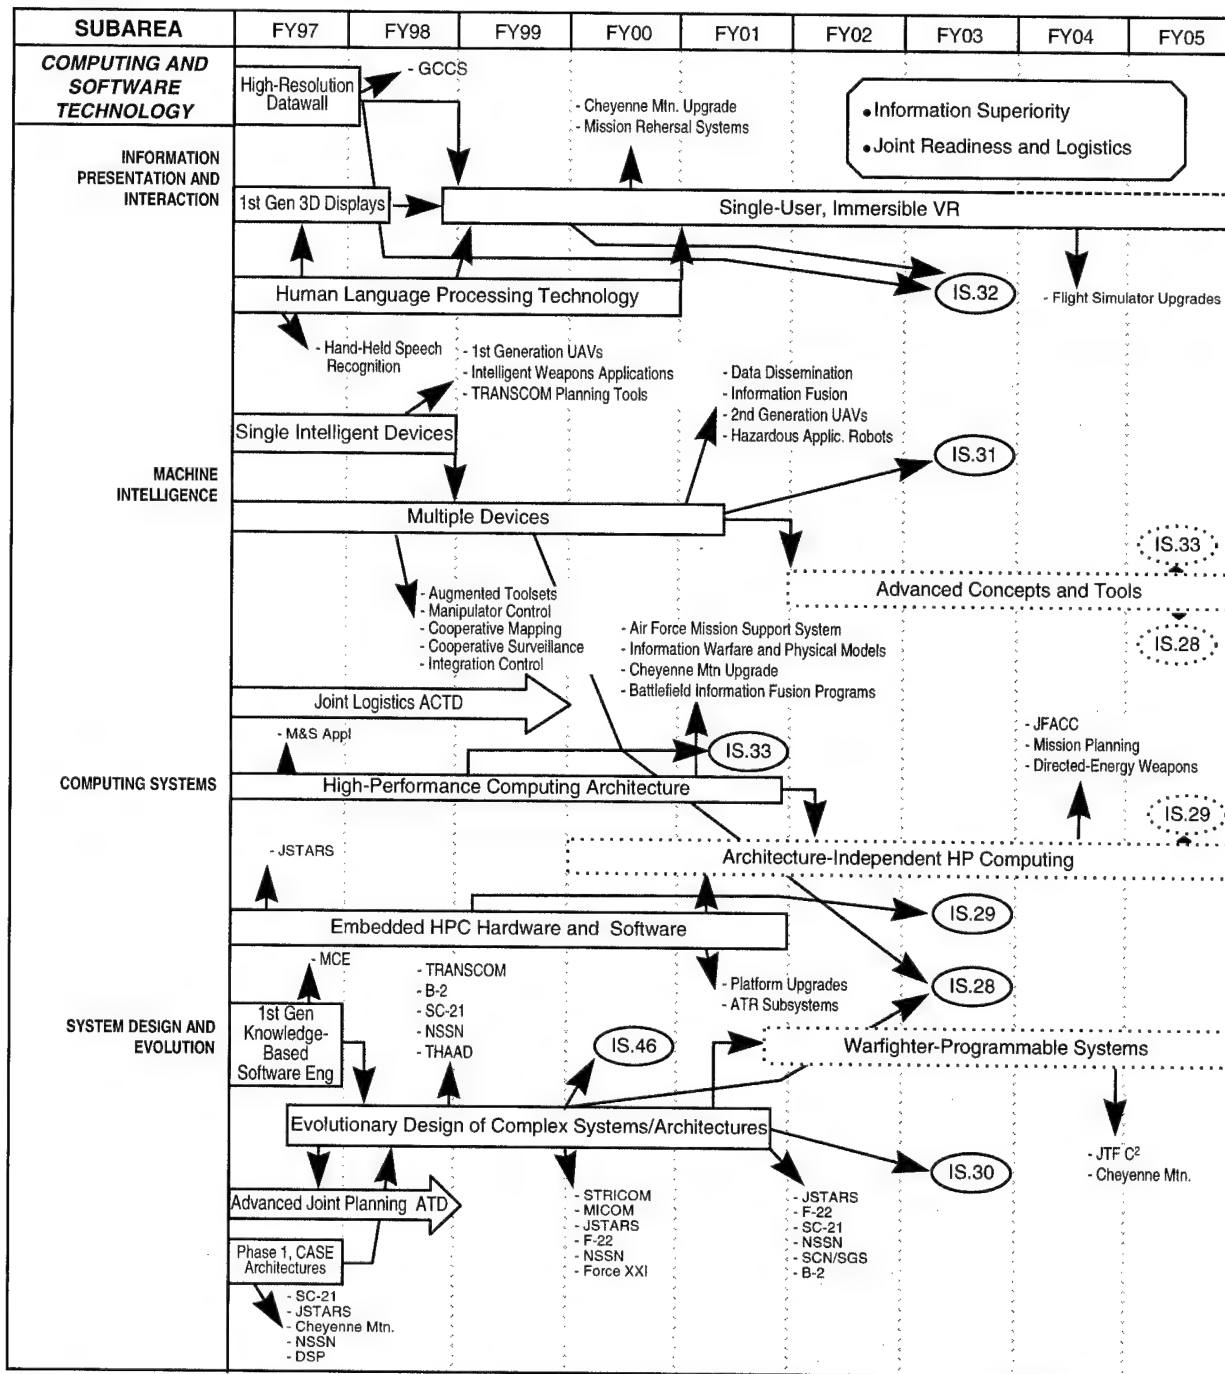 SUBAREA FY97 FY98 FY99 FY00 FY01 FY02 FY03 FY04 FY05
COMPUTING AND
SOFTWARE
TECHNOLOGY
High-Resolution
Datawall
- GCCS
- Cheyenne Mtn. Upgrade
- Mission Rehersal Systems
• Information Superiority
• Joint Readiness and Logistics
INFORMATION
PRESENTATION AND
INTERACTION
1st Gen 3D Displays
Single-User, Immersible VR
Human Language Processing Technology
IS.32
- Flight Simulator Upgrades
- Hand-Held Speech
Recognition
- 1st Generation UAVs
- Intelligent Weapons Applications
- TRANSCOM Planning Tools
- Data Dissemination
- Information Fusion
- 2nd Generation UAVs
- Hazardous Applic. Robots
Single Intelligent Devices
IS.31
MACHINE
INTELLIGENCE
Multiple Devices
IS.33
Advanced Concepts and Tools
IS.28
- Augmented Toolsets
- Manipulator Control
- Cooperative Mapping
- Cooperative Surveillance
- Integration Control
- Air Force Mission Support System
- Information Warfare and Physical Models
- Cheyenne Mtn Upgrade
- Battlefield Information Fusion Programs
Joint Logistics ACTD
- M&S Appl
IS.33
- JFACC
- Mission Planning
- Directed-Energy Weapons
COMPUTING SYSTEMS
High-Performance Computing Architecture
IS.29
- JSTARS
Architecture-Independent HP Computing
Embedded HPC Hardware and Software
IS.29
- MCE
- TRANSCOM
- B-2
- SC-21
- NSSN
- THAAD
- Platform Upgrades
- ATR Subsystems
IS.28
SYSTEM DESIGN AND
EVOLUTION
1st Gen
Knowledge-
Based
Software Eng
IS.46
Warfighter-Programmable Systems
Evolutionary Design of Complex Systems/Architectures
IS.30
- JTF C²
- Cheyenne Mtn.
Advanced Joint Planning ATD
- STRICOM
- MICOM
- JSTARS
- F-22
- NSSN
- Force XXI
- JSTARS
- F-22
- SC-21
- NSSN
- SCN/SGS
- B-2
Phase 1, CASE
Architectures
- SC-21
- JSTARS
- Cheyenne Mtn.
- NSSN
- DSP